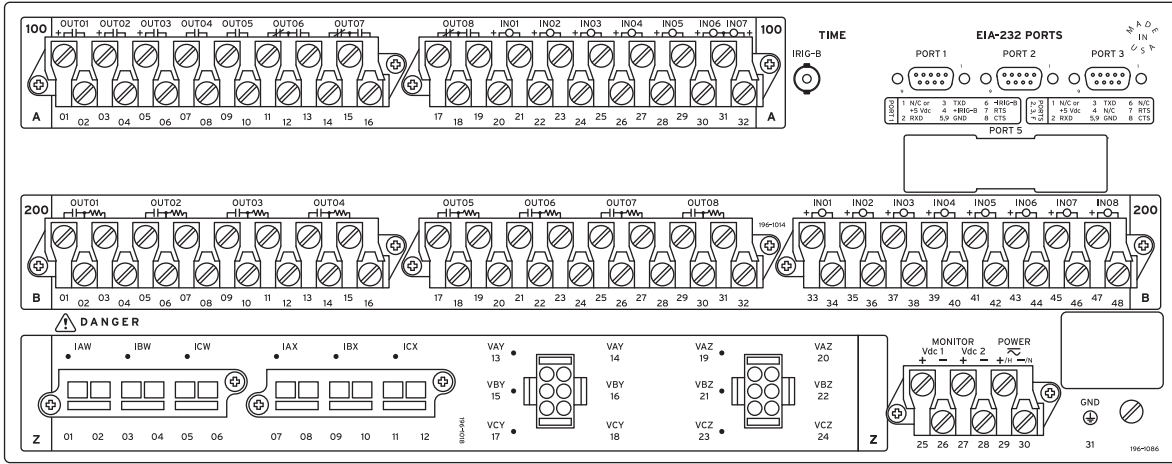 100 OUT01 OUT02 OUT03 OUT04 OUT05 OUT06 OUT07 OUT08 IN01 IN02 IN03 IN04 IN05 IN06 IN07 100
A 01 02 03 04 05 06 07 08 09 10 11 12 13 14 15 16 17 18 19 20 21 22 23 24 25 26 27 28 29 30 31 32 A
TIME
IRIG-B
EIA-232 PORTS
MADE IN USA
PORT 1 PORT 2 PORT 3
1 9 1 9 1 9
PORT 1
1 N/C or 3 TXD 6 -IRIG-B
+5 Vdc 4 +IRIG-B 7 RTS
2 RXD 5,9 GND 8 CTS
PORTS 2, 3, F
1 N/C or 3 TXD 6 N/C
+5 Vdc 4 N/C 7 RTS
2 RXD 5,9 GND 8 CTS
PORT 5
200 OUT01 OUT02 OUT03 OUT04 OUT05 OUT06 OUT07 OUT08 IN01 IN02 IN03 IN04 IN05 IN06 IN07 IN08 200
196-1014
B 01 02 03 04 05 06 07 08 09 10 11 12 13 14 15 16 17 18 19 20 21 22 23 24 25 26 27 28 29 30 31 32 33 34 35 36 37 38 39 40 41 42 43 44 45 46 47 48 B
DANGER
IAW IBW ICW IAX IBX ICX
Z 01 02 03 04 05 06 07 08 09 10 11 12
196-1018
VAY 13 VAY 14
VBY 15 VBY 16
VCY 17 VCY 18
VAZ 19 VAZ 20
VBZ 21 VBZ 22
VCZ 23 VCZ 24
Z
MONITOR POWER
Vdc 1 Vdc 2
+ − + − +/H −/N
25 26 27 28 29 30
GND
31
196-1086